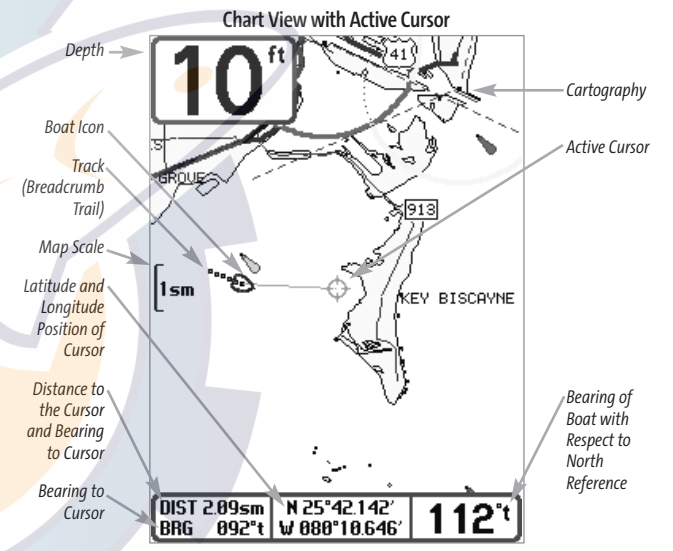 Chart View with Active Cursor
Depth
10 ft
41
Cartography
Boat Icon
Active Cursor
Track
(Breadcrumb
Trail)
S
GROVE
913
Map Scale
1sm
Latitude and
Longitude
Position of
Cursor
KEY BISCAYNE
Distance to
the Cursor
and Bearing
to Cursor
Bearing of
Boat with
Respect to
North
Reference
Bearing to
Cursor
DIST 2.09sm
BRG 092°t
N 25°42.142'
W 080°10.646'
112°t